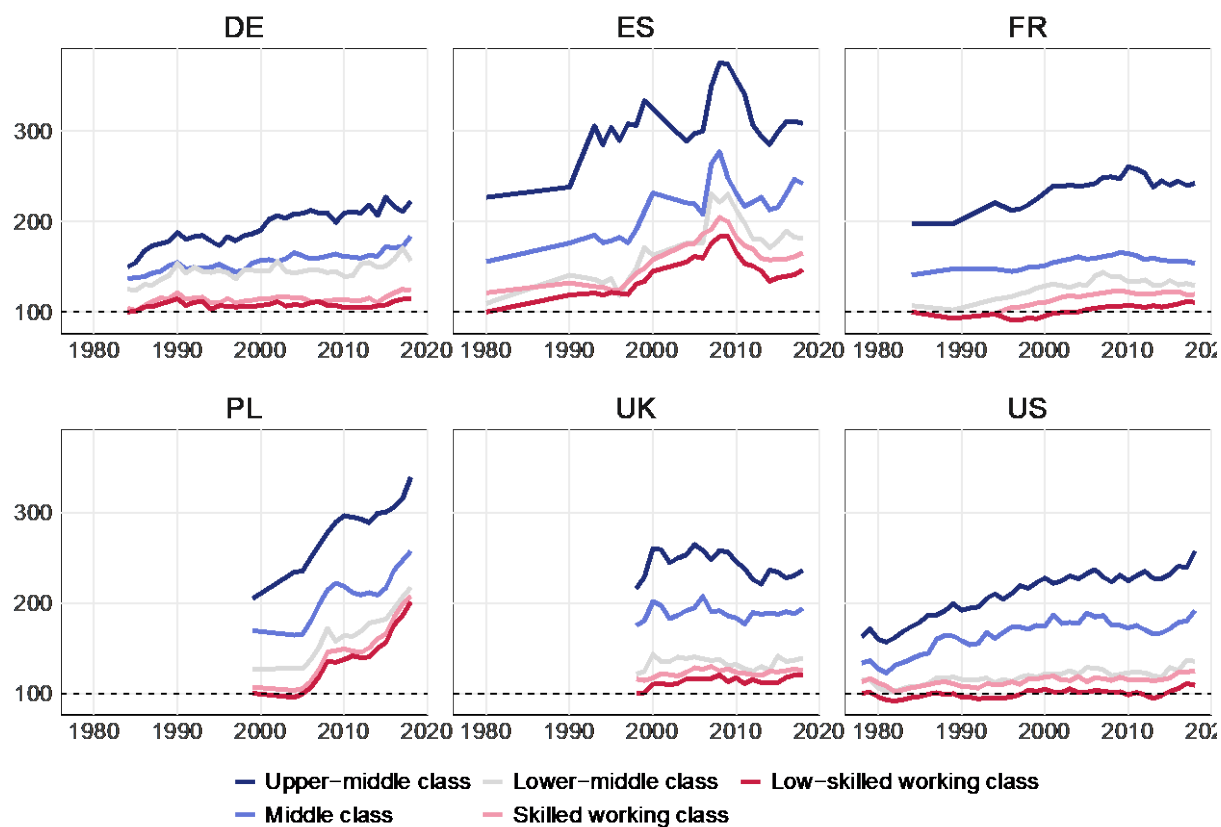 DE ES FR
300
200
100
1980 1990 2000 2010 2020 1980 1990 2000 2010 2020 1980 1990 2000 2010 202
PL UK US
300
200
100
1980 1990 2000 2010 2020 1980 1990 2000 2010 2020 1980 1990 2000 2010 202
Upper−middle class Lower−middle class Low−skilled working class
Middle class Skilled working class